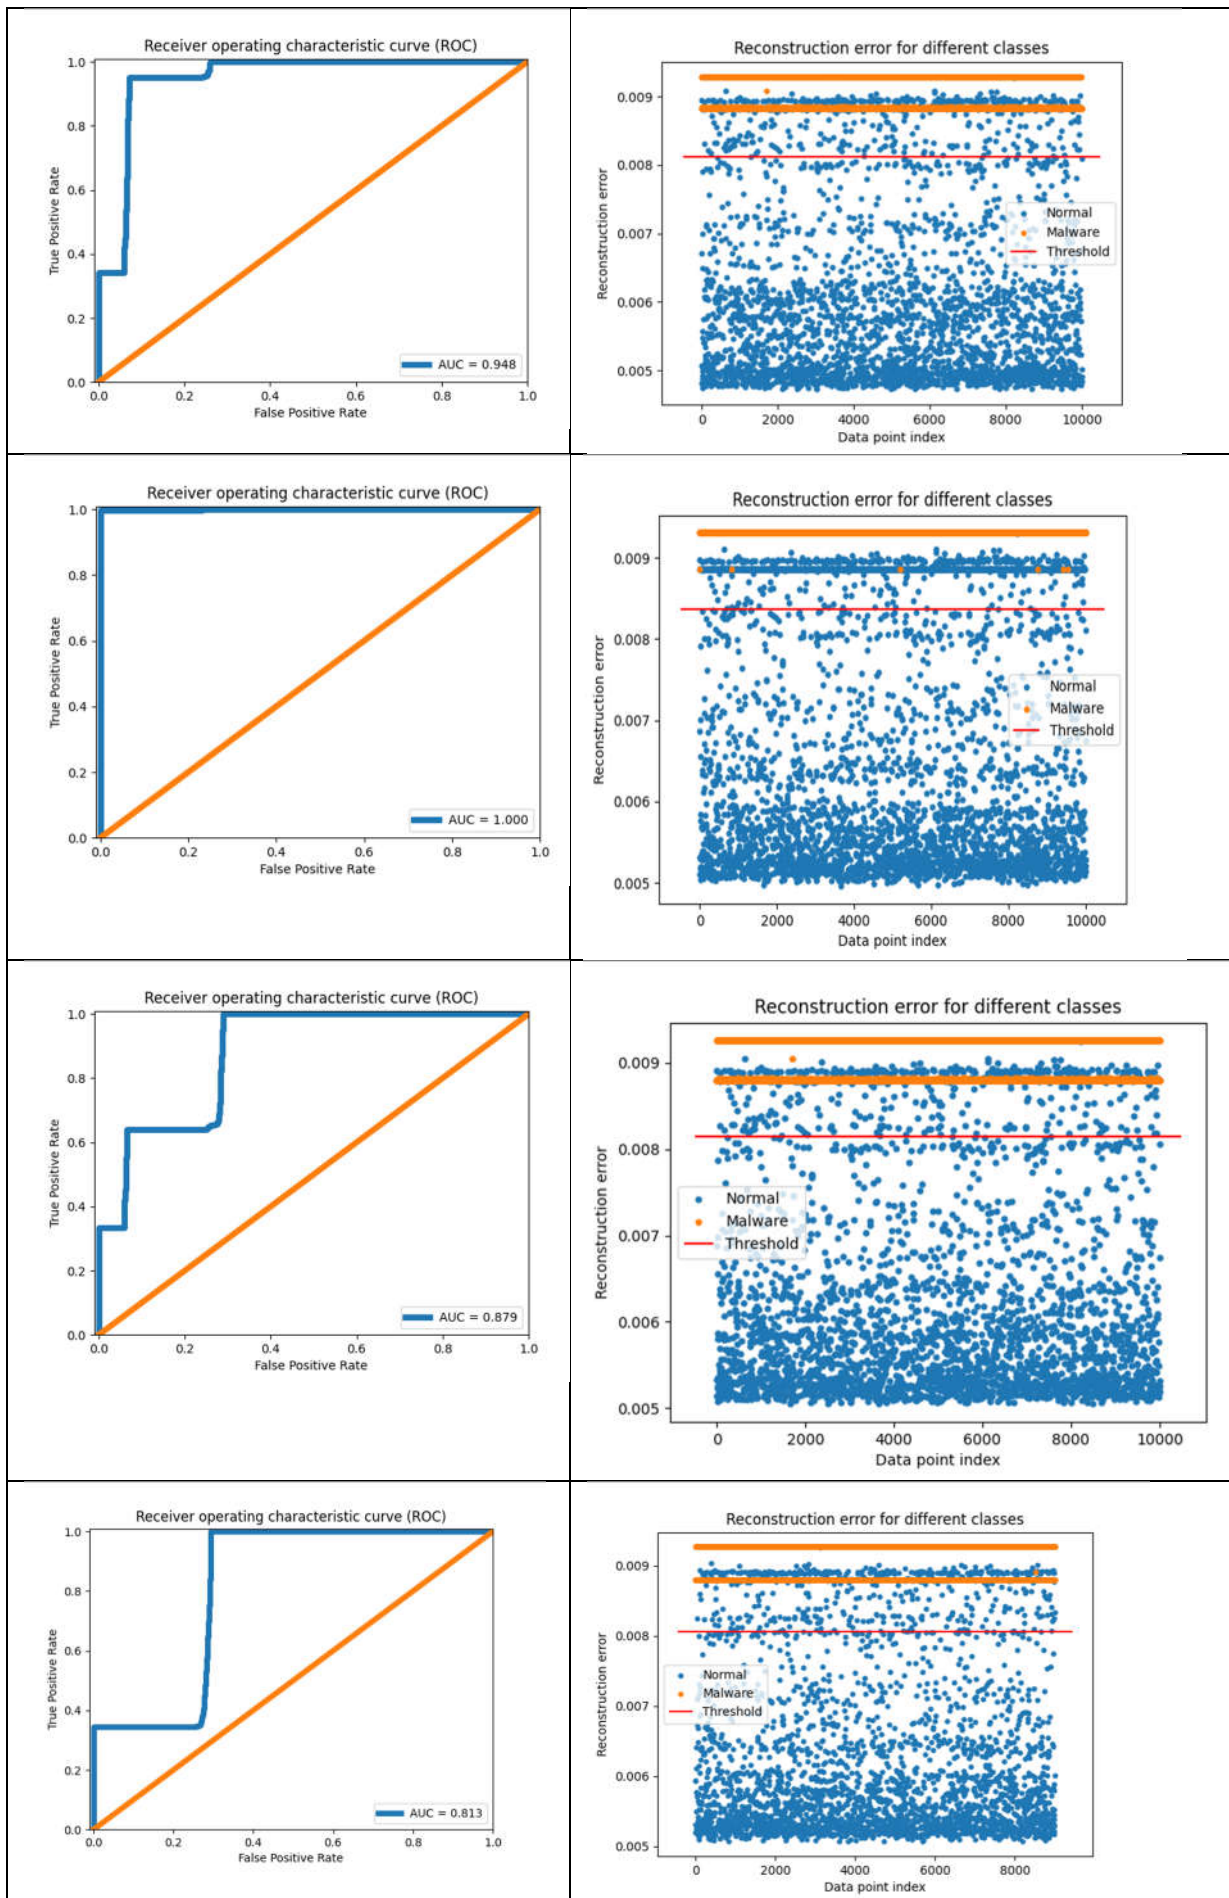 Receiver operating characteristic curve (ROC)
1.0
0.8
0.6
0.4
0.2
0.0
True Positive Rate
AUC = 0.948
0.0 0.2 0.4 0.6 0.8 1.0
False Positive Rate
Reconstruction error for different classes
0.009
0.008
0.007
0.006
0.005
Reconstruction error
Normal
Malware
Threshold
0 2000 4000 6000 8000 10000
Data point index
Receiver operating characteristic curve (ROC)
1.0
0.8
0.6
0.4
0.2
0.0
True Positive Rate
AUC = 1.000
0.0 0.2 0.4 0.6 0.8 1.0
False Positive Rate
Reconstruction error for different classes
0.009
0.008
0.007
0.006
0.005
Reconstruction error
Normal
Malware
Threshold
0 2000 4000 6000 8000 10000
Data point index
Receiver operating characteristic curve (ROC)
1.0
0.8
0.6
0.4
0.2
0.0
True Positive Rate
AUC = 0.879
0.0 0.2 0.4 0.6 0.8 1.0
False Positive Rate
Reconstruction error for different classes
0.009
0.008
0.007
0.006
0.005
Reconstruction error
Normal
Malware
Threshold
0 2000 4000 6000 8000 10000
Data point index
Receiver operating characteristic curve (ROC)
1.0
0.8
0.6
0.4
0.2
0.0
True Positive Rate
AUC = 0.813
0.0 0.2 0.4 0.6 0.8 1.0
False Positive Rate
Reconstruction error for different classes
0.009
0.008
0.007
0.006
0.005
Reconstruction error
Normal
Malware
Threshold
0 2000 4000 6000 8000
Data point index